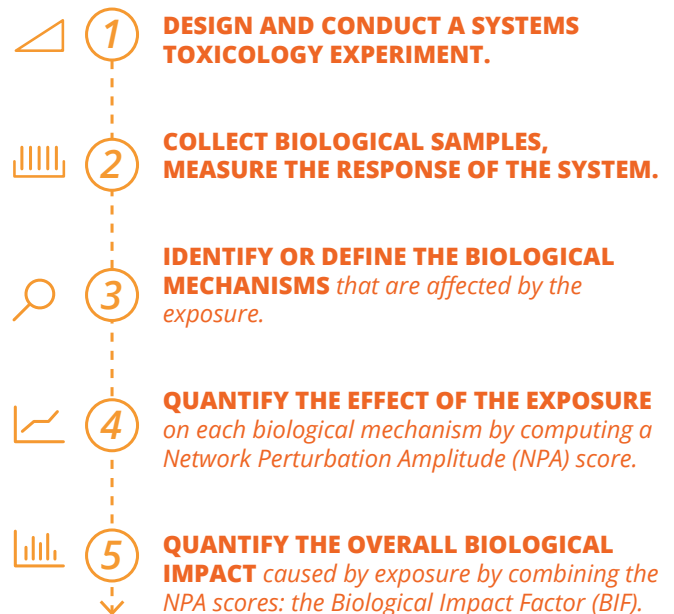 1
DESIGN AND CONDUCT A SYSTEMS
TOXICOLOGY EXPERIMENT.
2
COLLECT BIOLOGICAL SAMPLES,
MEASURE THE RESPONSE OF THE SYSTEM.
3
IDENTIFY OR DEFINE THE BIOLOGICAL
MECHANISMS that are affected by the
exposure.
4
QUANTIFY THE EFFECT OF THE EXPOSURE
on each biological mechanism by computing a
Network Perturbation Amplitude (NPA) score.
5
QUANTIFY THE OVERALL BIOLOGICAL
IMPACT caused by exposure by combining the
NPA scores: the Biological Impact Factor (BIF).